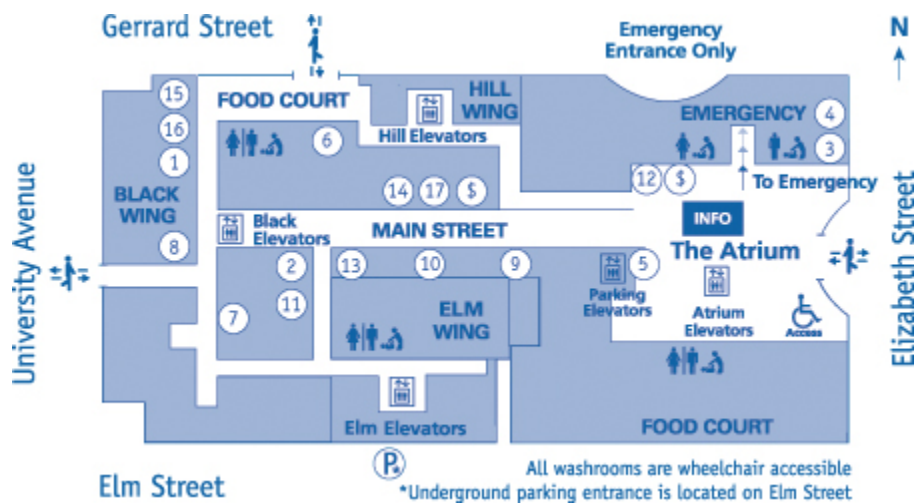 Gerrard Street
Emergency
Entrance Only
N
15
FOOD COURT
HILL
WING
EMERGENCY
4
16
6
Hill Elevators
3
1
14
17
$
12
$
To Emergency
BLACK
WING
Black
Elevators
MAIN STREET
INFO
The Atrium
8
2
13
10
9
5
University Avenue
Elizabeth Street
7
11
ELM
WING
Parking
Elevators
Atrium
Elevators
Access
Elm Elevators
FOOD COURT
P
Elm Street
All washrooms are wheelchair accessible
*Underground parking entrance is located on Elm Street